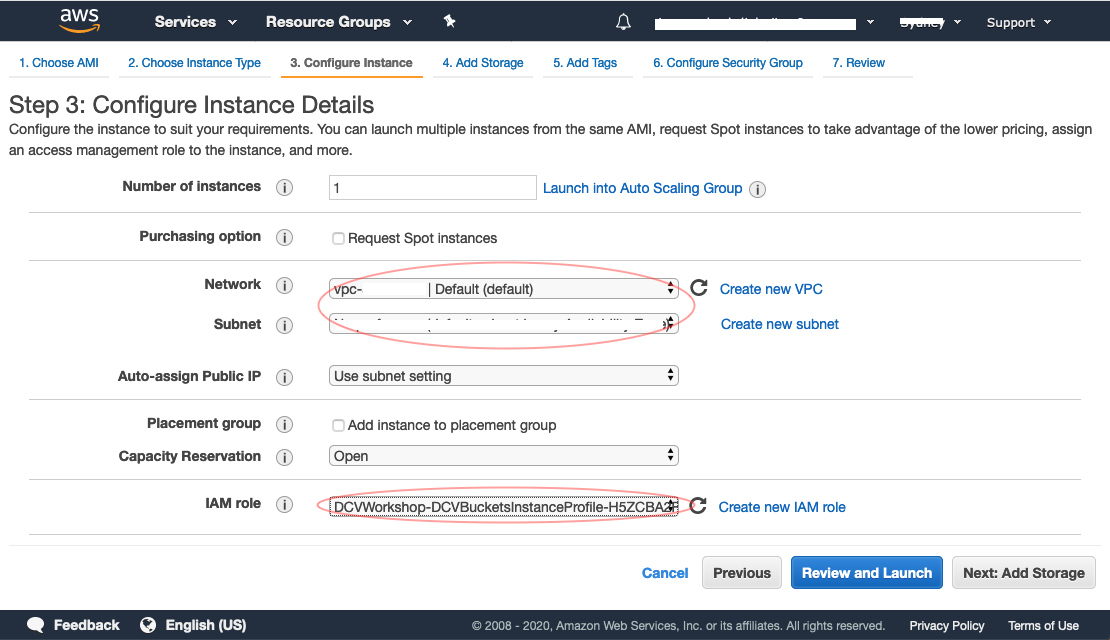 aws Services Resource Groups Support
1. Choose AMI 2. Choose Instance Type 3. Configure Instance 4. Add Storage 5. Add Tags 6. Configure Security Group 7. Review
Step 3: Configure Instance Details
Configure the instance to suit your requirements. You can launch multiple instances from the same AMI, request Spot instances to take advantage of the lower pricing, assign
an access management role to the instance, and more.
Number of instances i 1 Launch into Auto Scaling Group i
Purchasing option i Request Spot instances
Network i vpc- | Default (default) Create new VPC
Subnet i Create new subnet
Auto-assign Public IP i Use subnet setting
Placement group i Add instance to placement group
Capacity Reservation i Open
IAM role i DCVWorkshop-DCVBucketsInstanceProfile-H5ZCBA2 Create new IAM role
Cancel Previous Review and Launch Next: Add Storage
Feedback English (US) © 2008 - 2020, Amazon Web Services, Inc. or its affiliates. All rights reserved. Privacy Policy Terms of Use